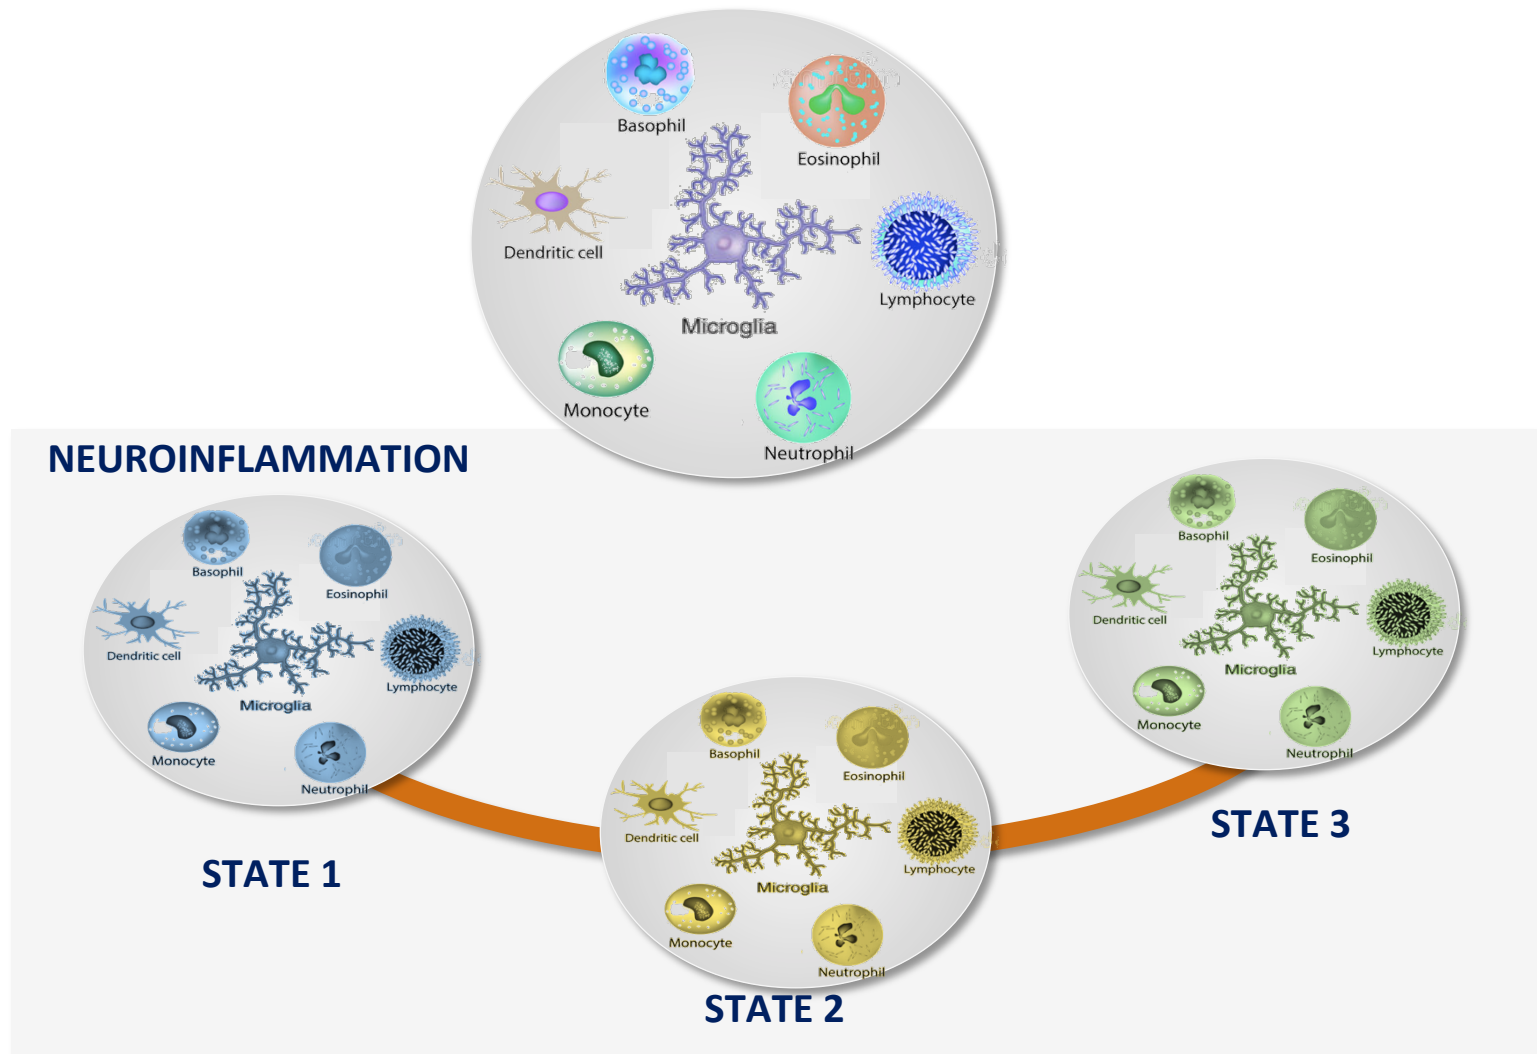 Basophil
Eosinophil
Dendritic cell
Lymphocyte
Microglia
Monocyte
Neutrophil
NEUROINFLAMMATION
Basophil
Eosinophil
Dendritic cell
Lymphocyte
Microglia
Monocyte
Neutrophil
STATE 1
Basophil
Eosinophil
Dendritic cell
Lymphocyte
Microglia
Monocyte
Neutrophil
STATE 2
Basophil
Eosinophil
Dendritic cell
Lymphocyte
Microglia
Monocyte
Neutrophil
STATE 3